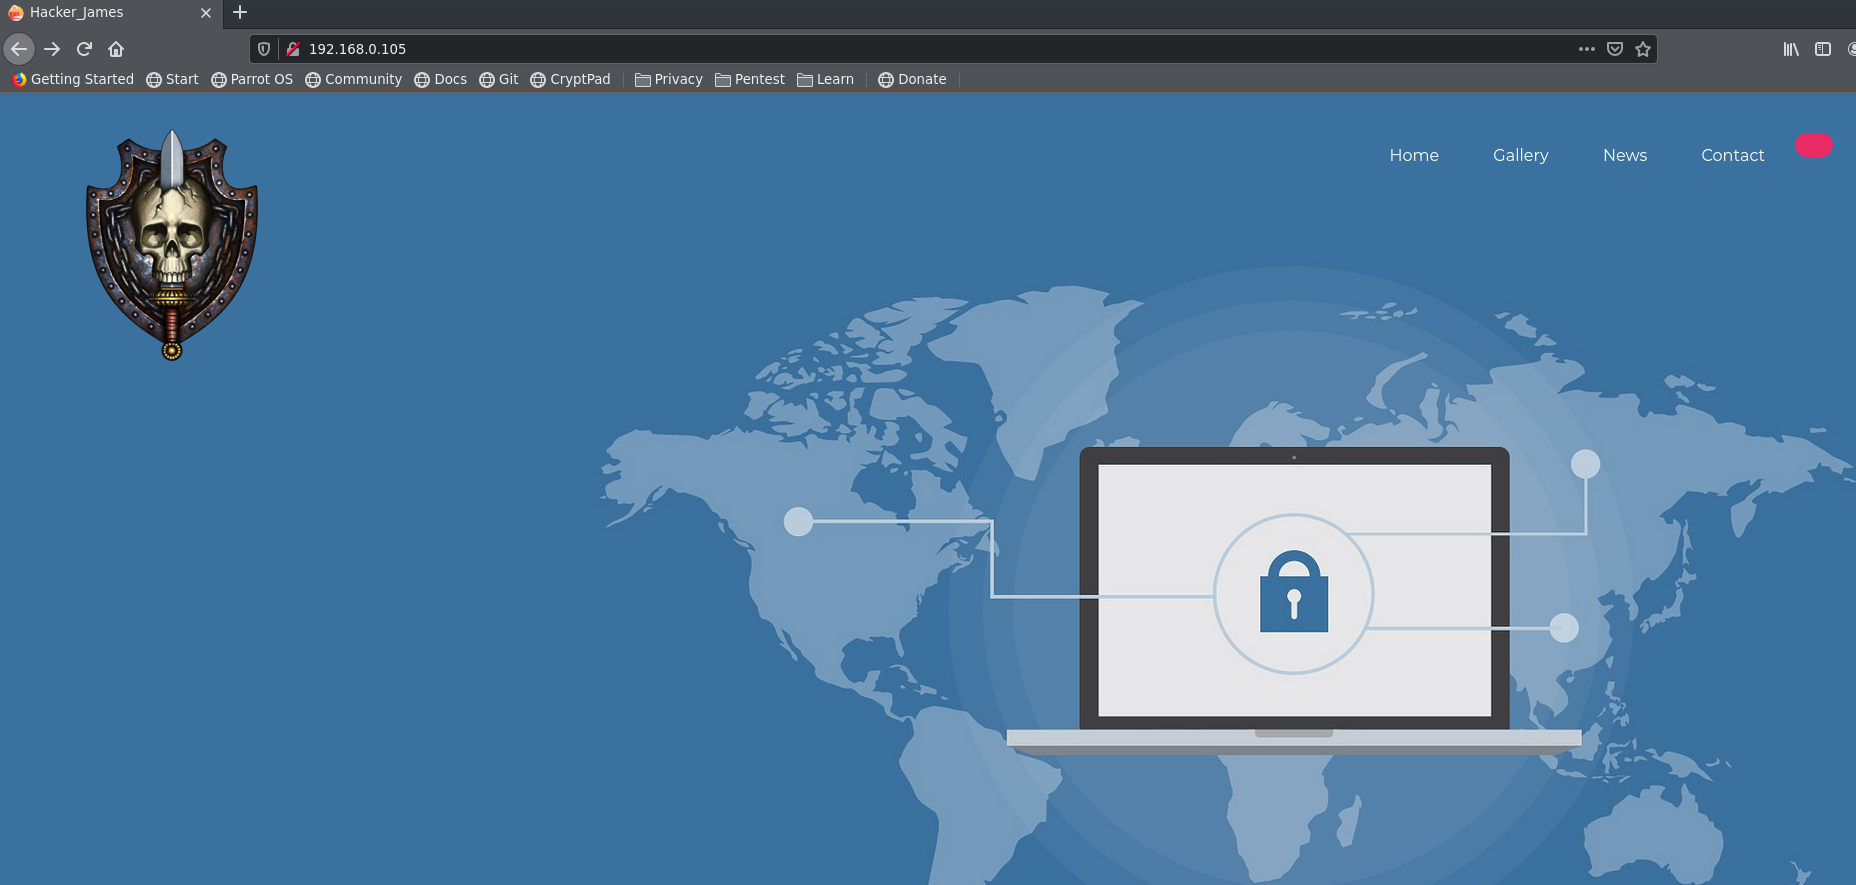 Hacker_James
192.168.0.105
Getting Started Start Parrot OS Community Docs Git CryptPad Privacy Pentest Learn Donate
Home Gallery News Contact